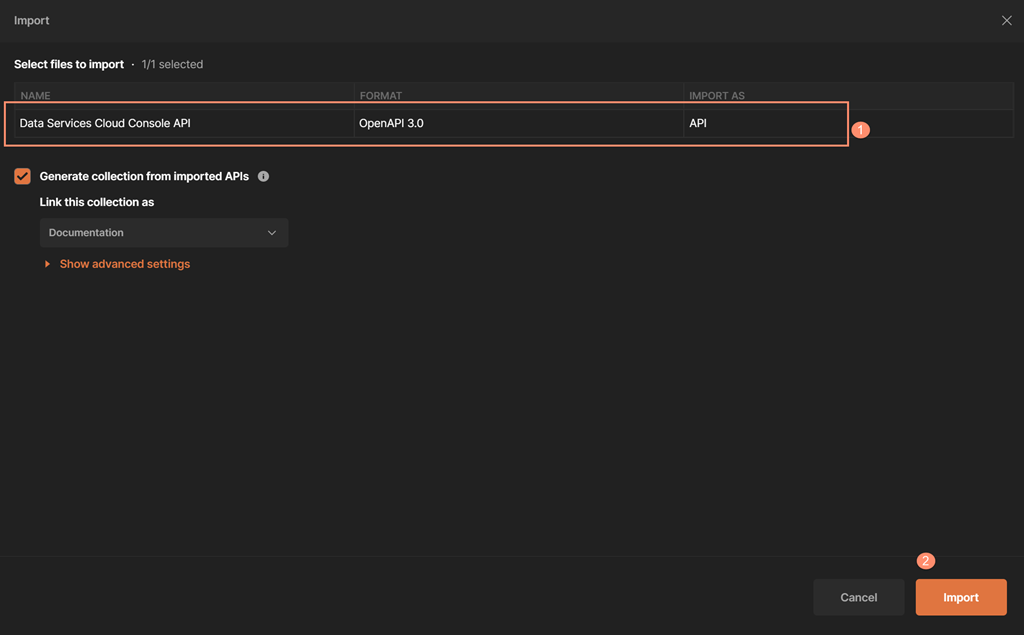 Import
Select files to import · 1/1 selected
NAME FORMAT IMPORT AS
Data Services Cloud Console API OpenAPI 3.0 API
1
Generate collection from imported APIs
Link this collection as
Documentation
Show advanced settings
2
Cancel Import